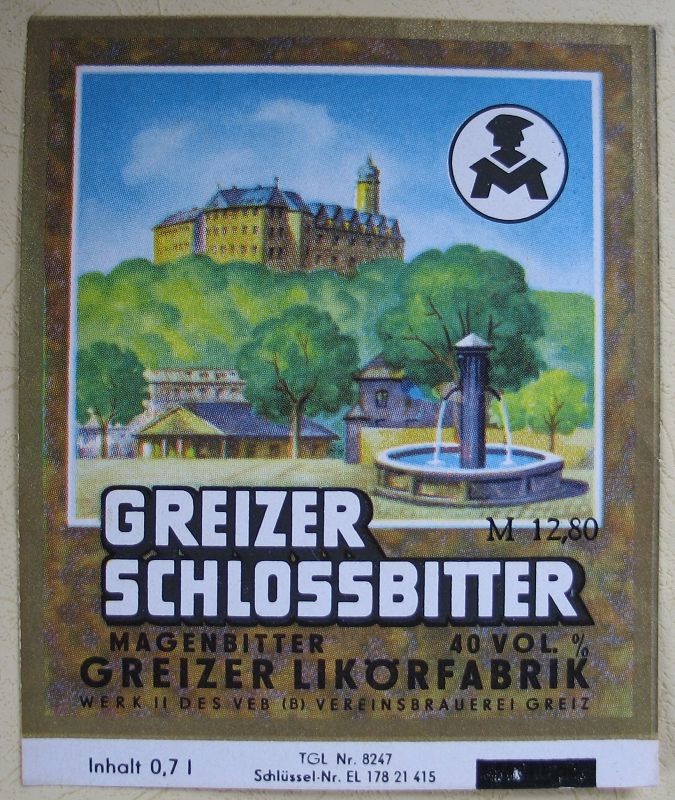 M
M 12,80
GREIZER
SCHLOSSBITTER
MAGENBITTER 40 VOL. %
GREIZER LIKÖRFABRIK
WERK II DES VEB (B) VEREINSBRAUEREI GREIZ
Inhalt 0,7 l
TGL Nr. 8247
Schlüssel-Nr. EL 178 21 415